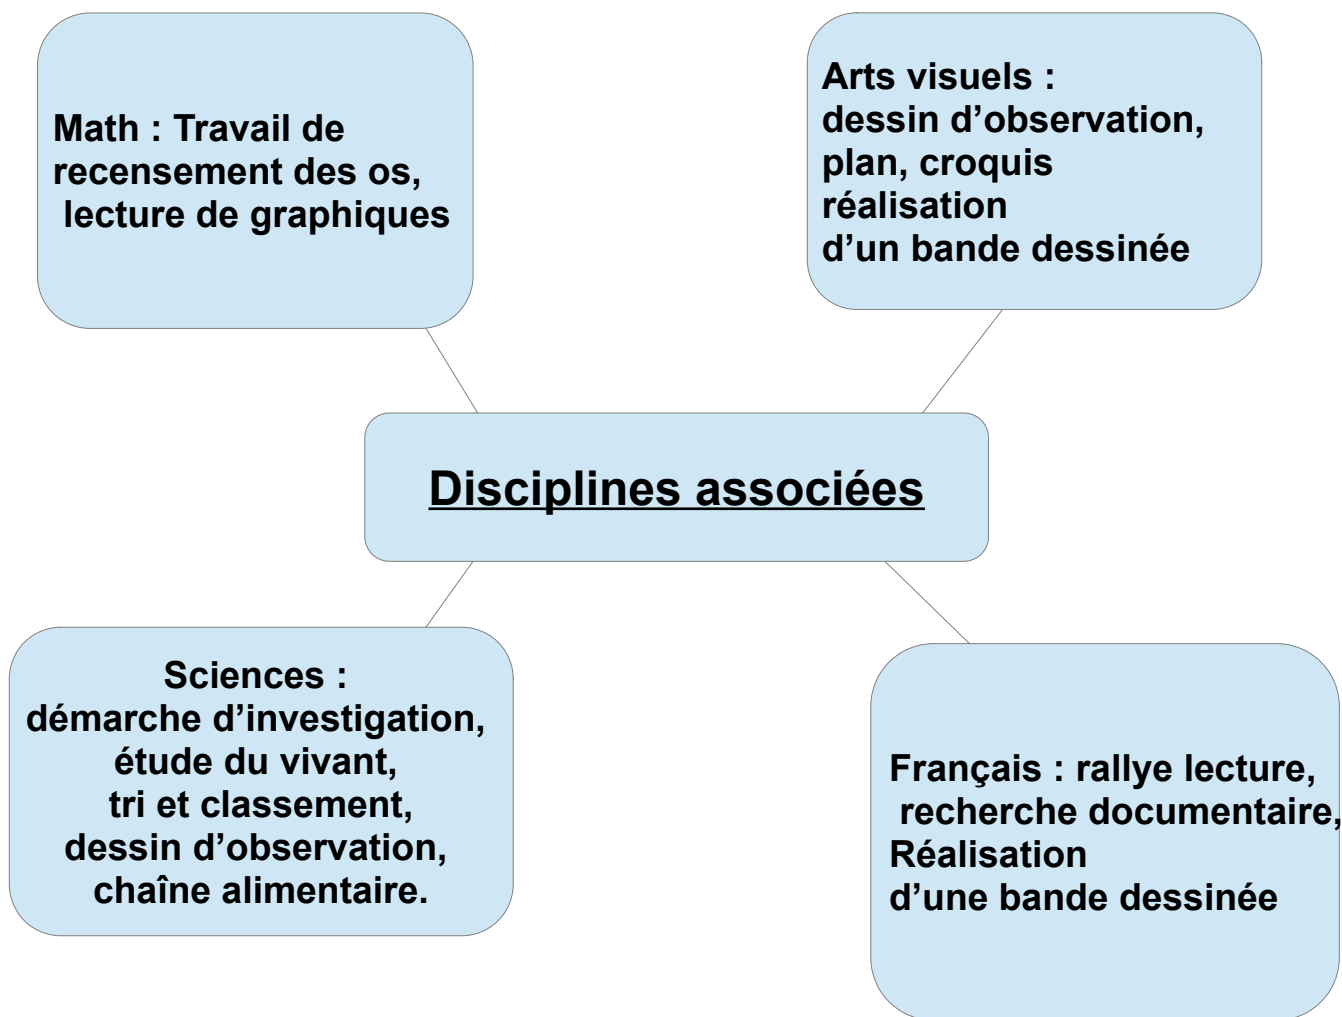 Math : Travail de
recensement des os,
lecture de graphiques
Arts visuels :
dessin d’observation,
plan, croquis
réalisation
d’un bande dessinée
Disciplines associées
Sciences :
démarche d’investigation,
étude du vivant,
tri et classement,
dessin d’observation,
chaîne alimentaire.
Français : rallye lecture,
recherche documentaire,
Réalisation
d’une bande dessinée